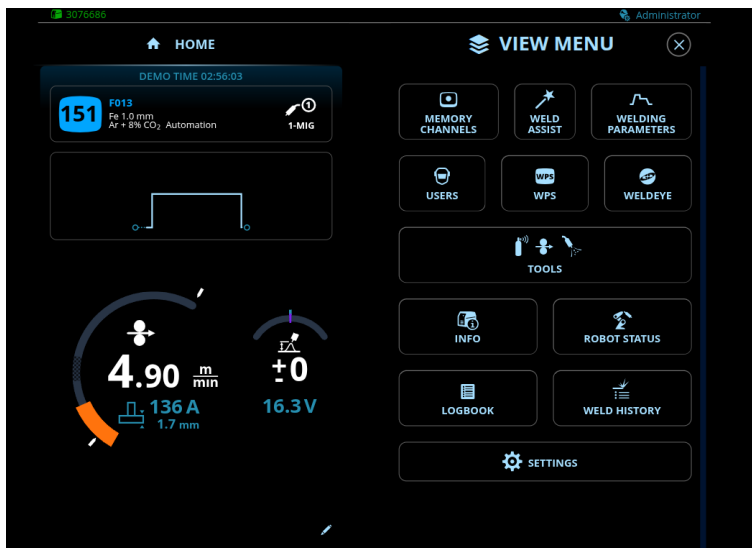 3076686
Administrator
HOME
VIEW MENU
DEMO TIME 02:56:03
151
F013
Fe 1.0 mm
Ar + 8% CO₂ Automation
1
1-MIG
MEMORY
CHANNELS
WELD
ASSIST
WELDING
PARAMETERS
USERS
WPS
WPS
WELDEYE
TOOLS
INFO
ROBOT STATUS
4.90 m/min
±0
136 A
1.7 mm
16.3 V
LOGBOOK
WELD HISTORY
SETTINGS